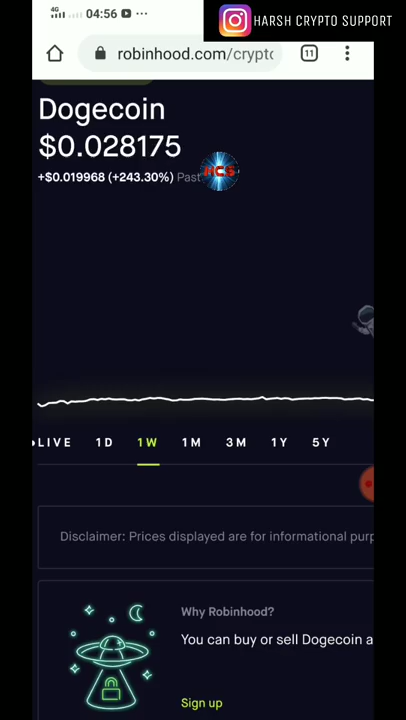 4G 04:56
HARSH CRYPTO SUPPORT
robinhood.com/crypto
11
Dogecoin
$0.028175
+$0.019968 (+243.30%) Past
HCS
LIVE 1D 1W 1M 3M 1Y 5Y
Disclaimer: Prices displayed are for informational purp
Why Robinhood?
You can buy or sell Dogecoin a
Sign up